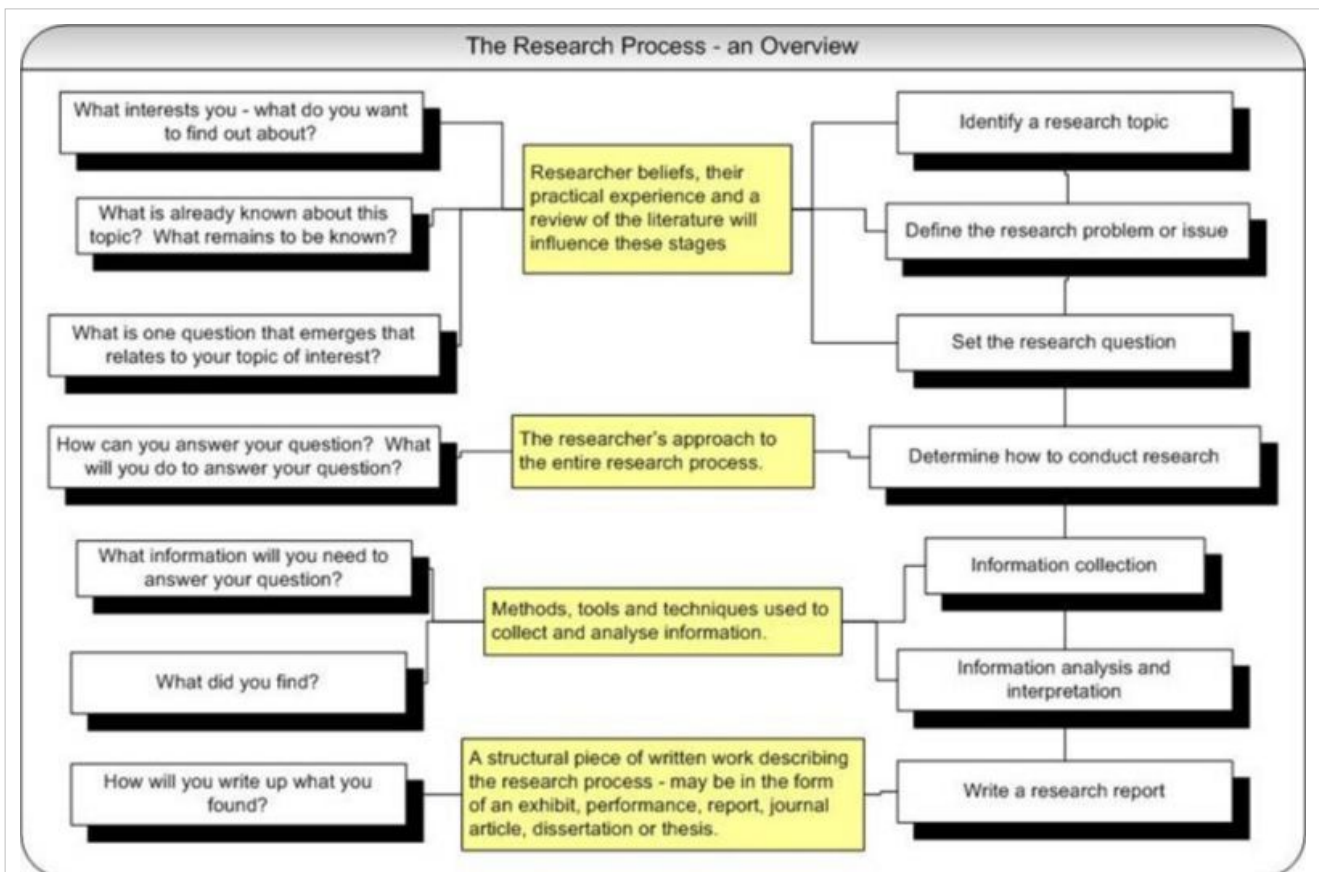 The Research Process - an Overview
What interests you - what do you want
to find out about?
Identify a research topic
Researcher beliefs, their
practical experience and a
review of the literature will
influence these stages
What is already known about this
topic? What remains to be known?
Define the research problem or issue
What is one question that emerges that
relates to your topic of interest?
Set the research question
How can you answer your question? What
will you do to answer your question?
The researcher's approach to
the entire research process.
Determine how to conduct research
What information will you need to
answer your question?
Information collection
Methods, tools and techniques used to
collect and analyse information.
What did you find?
Information analysis and
interpretation
How will you write up what you
found?
A structural piece of written work describing
the research process - may be in the form
of an exhibit, performance, report, journal
article, dissertation or thesis.
Write a research report